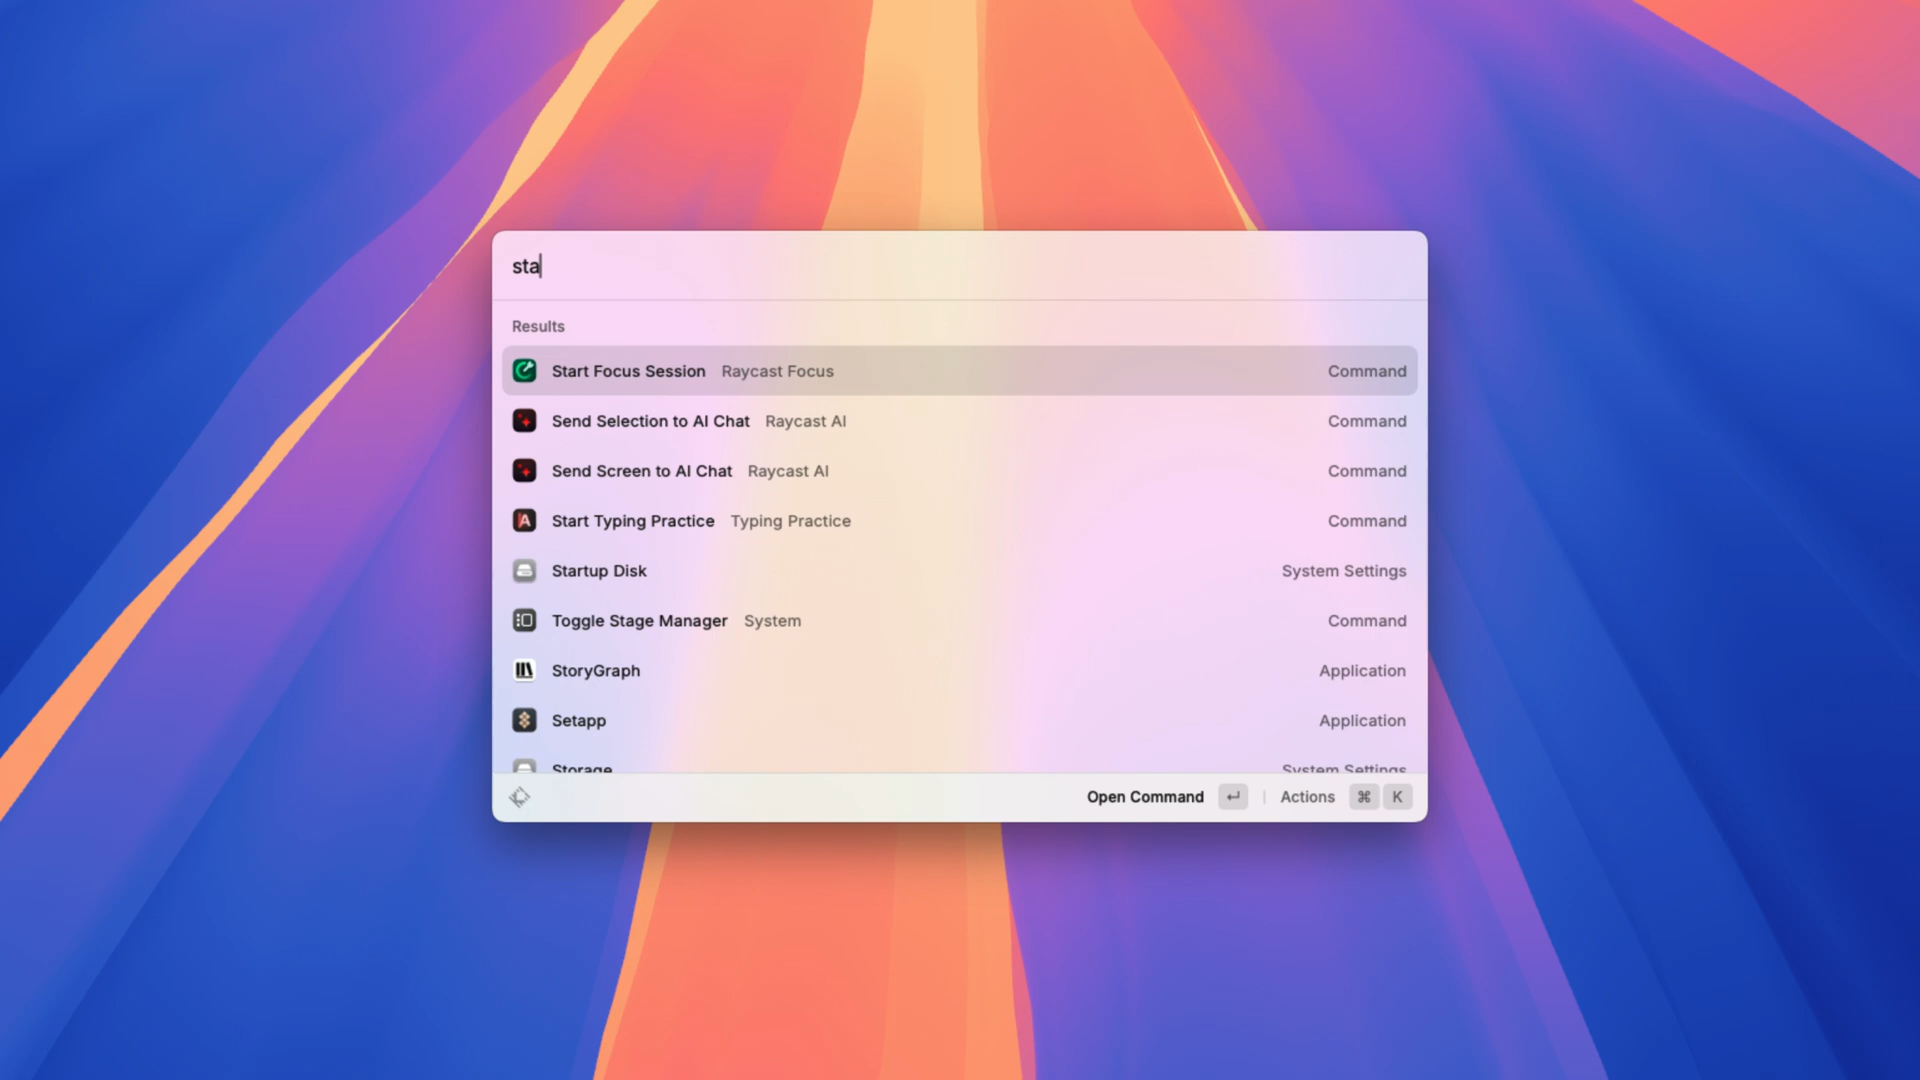 sta
Results
Start Focus Session Raycast Focus Command
Send Selection to AI Chat Raycast AI Command
Send Screen to AI Chat Raycast AI Command
Start Typing Practice Typing Practice Command
Startup Disk System Settings
Toggle Stage Manager System Command
StoryGraph Application
Setapp Application
Storage System Settings
Open Command ↵ | Actions ⌘ K